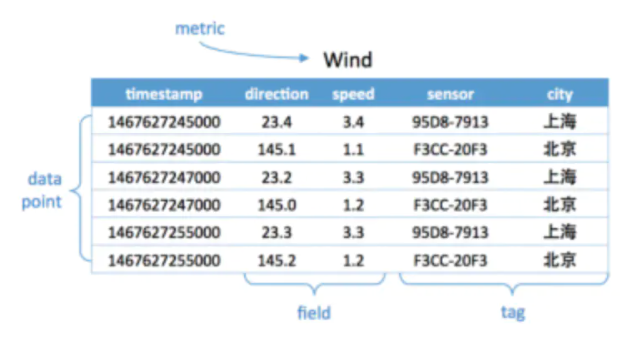 metric
Wind
timestamp direction speed sensor city
1467627245000 23.4 3.4 95D8-7913 上海
1467627245000 145.1 1.1 F3CC-20F3 北京
1467627247000 23.2 3.3 95D8-7913 上海
data point
1467627247000 145.0 1.2 F3CC-20F3 北京
1467627255000 23.3 3.3 95D8-7913 上海
1467627255000 145.2 1.2 F3CC-20F3 北京
field tag